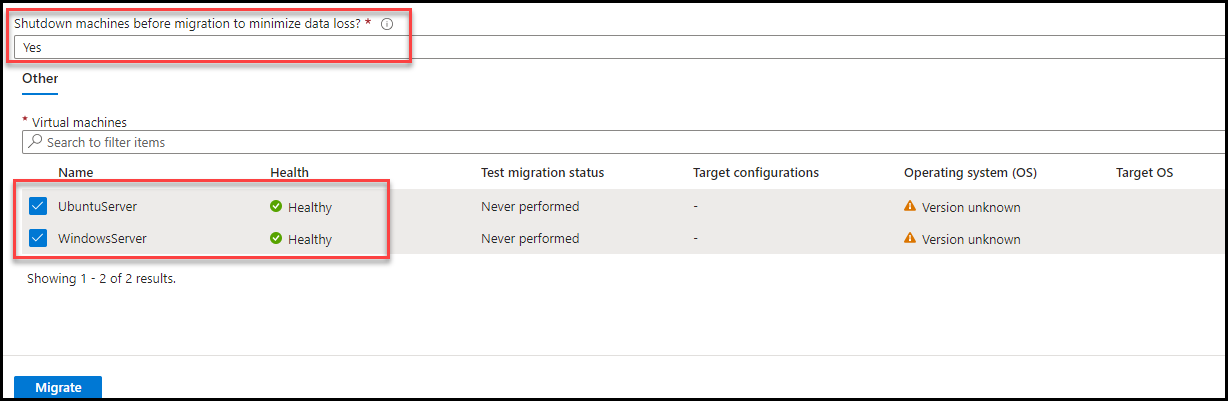 Shutdown machines before migration to minimize data loss? *
Yes
Other
* Virtual machines
Search to filter items
Name Health Test migration status Target configurations Operating system (OS) Target OS
UbuntuServer Healthy Never performed - Version unknown
WindowsServer Healthy Never performed - Version unknown
Showing 1 - 2 of 2 results.
Migrate